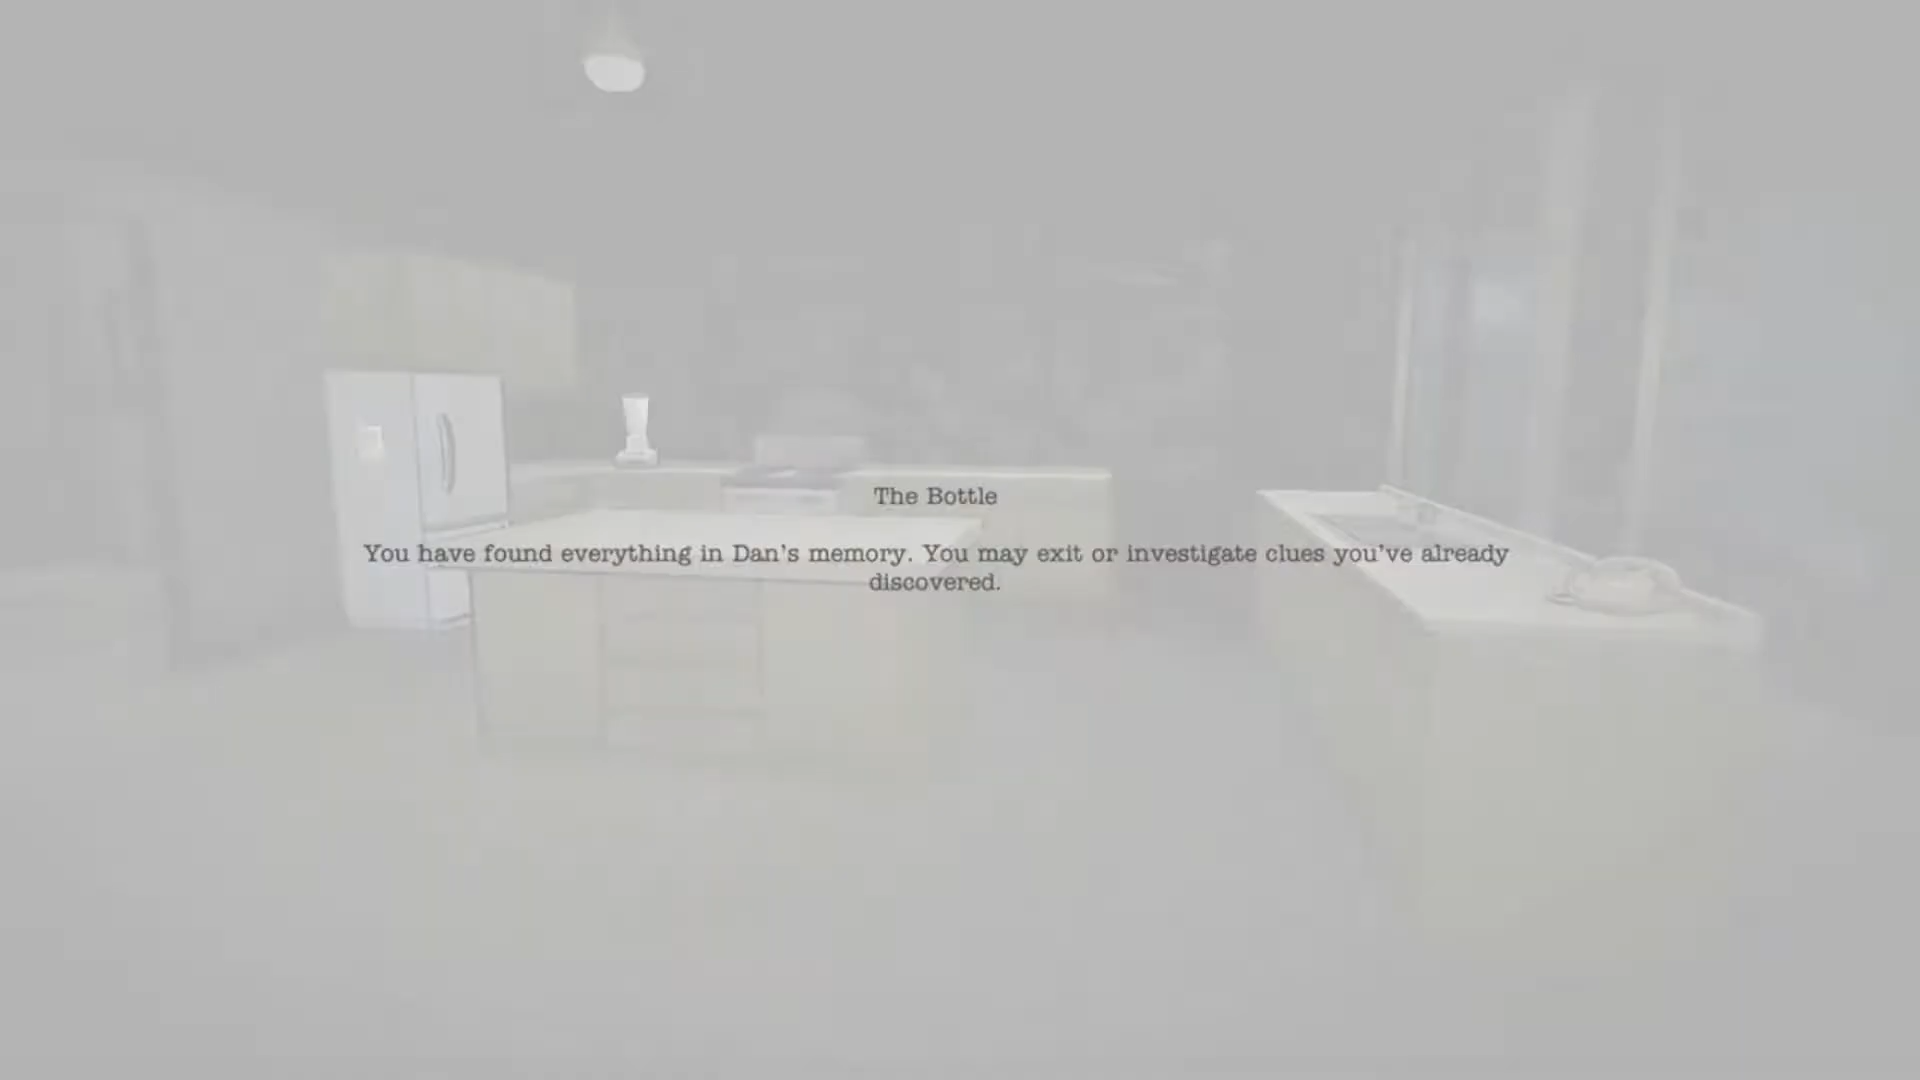 The Bottle
You have found everything in Dan's memory. You may exit or investigate clues you've already
discovered.